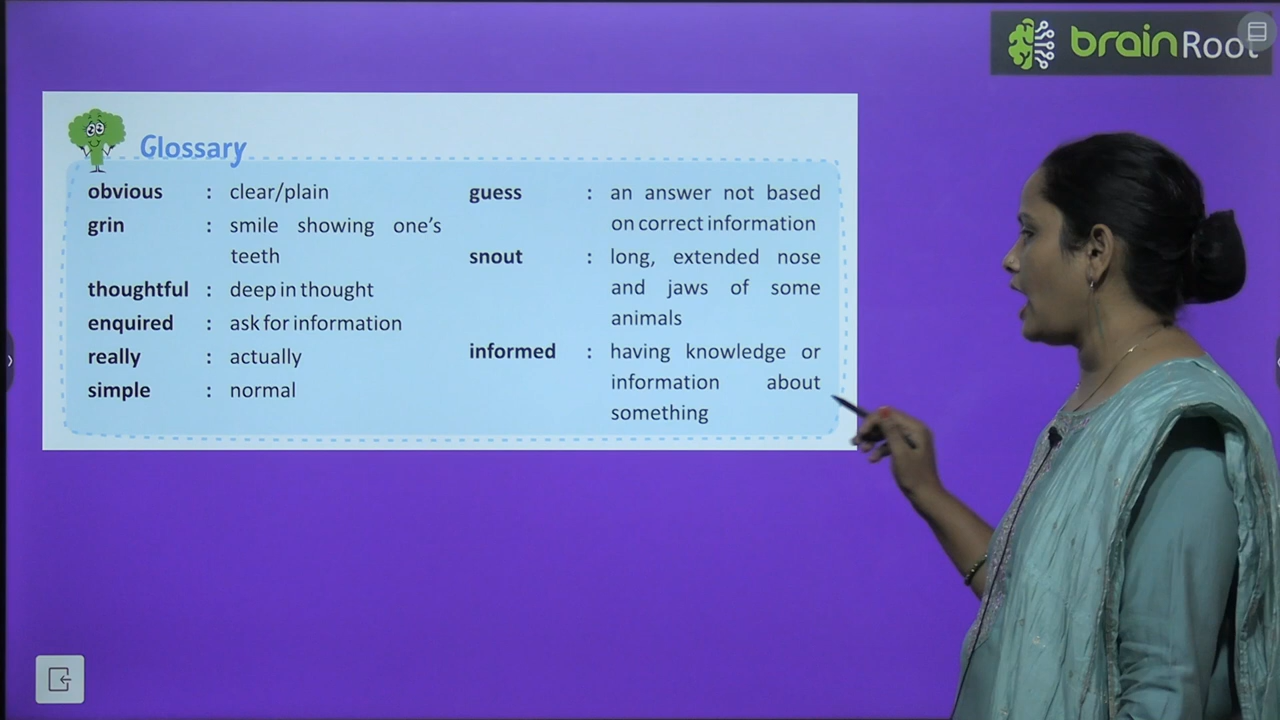 brainRoot
Glossary
obvious : clear/plain
grin : smile showing one's
teeth
thoughtful : deep in thought
enquired : ask for information
really : actually
simple : normal
guess : an answer not based
on correct information
snout : long, extended nose
and jaws of some
animals
informed : having knowledge or
information about
something